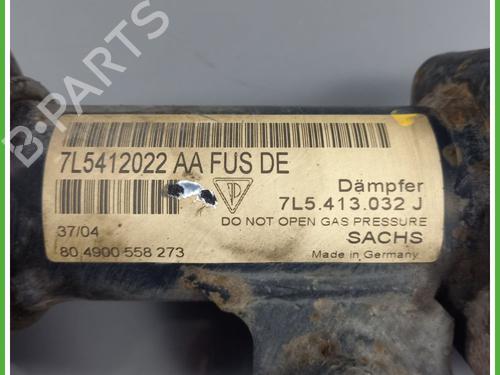 B-PARTS
7L5412022 AA FUS DE
Dämpfer
7L5.413.032 J
DO NOT OPEN GAS PRESSURE
37/04
SACHS
80 4900 558 273
Made in Germany